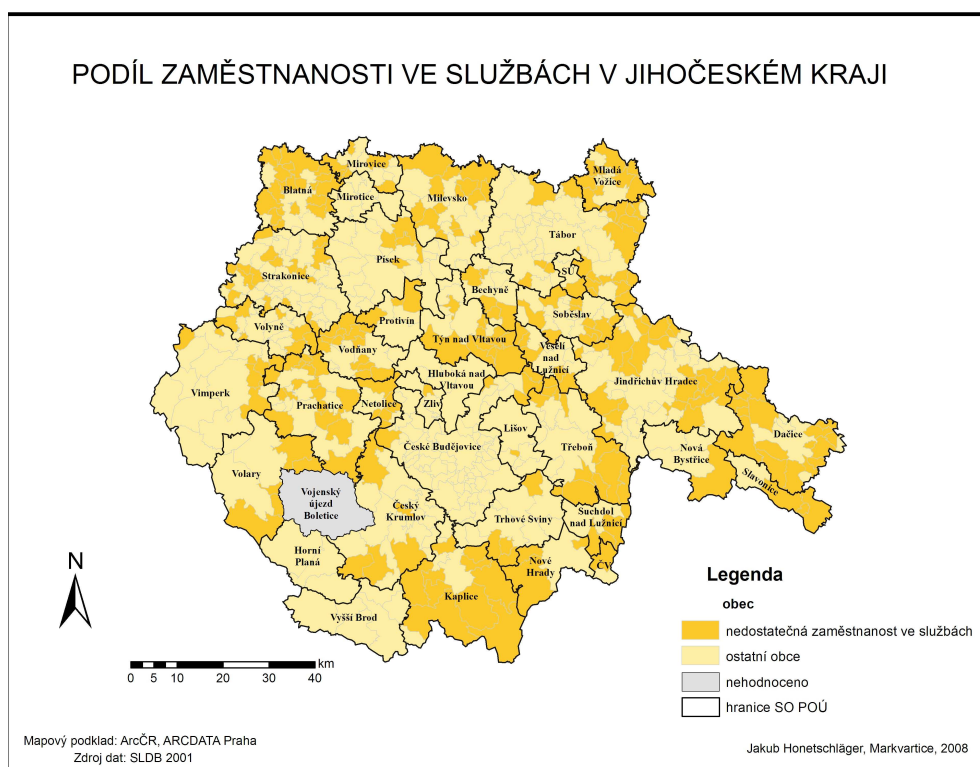 PODÍL ZAMĚSTNANOSTI VE SLUŽBÁCH V JIHOČESKÉM KRAJI
Mirovice
Mladá
Vožice
Blatná
Mirotice
Milevsko
Tábor
Písek
SÚ
Strakonice
Bechyně
Soběslav
Protivín
Volyně
Týn nad Vltavou
Vodňany
Veselí
nad
Lužnicí
Hluboká nad
Vltavou
Jindřichův Hradec
Vimperk
Prachatice
Netolice
Zliv
Lišov
Dačice
České Budějovice
Třeboň
Nová
Bystřice
Volary
Slavonice
Vojenský
újezd
Boletice
Český
Krumlov
Trhové Sviny
Suchdol
nad Lužnicí
Horní
Planá
Nové
Hrady
ČV
Kaplice
Vyšší Brod
N
km
0 5 10 20 30 40
Legenda
obec
nedostatečná zaměstnanost ve službách
ostatní obce
nehodnoceno
hranice SO POÚ
Mapový podklad: ArcČR, ARCDATA Praha
Zdroj dat: SLDB 2001
Jakub Honetschläger, Markvartice, 2008